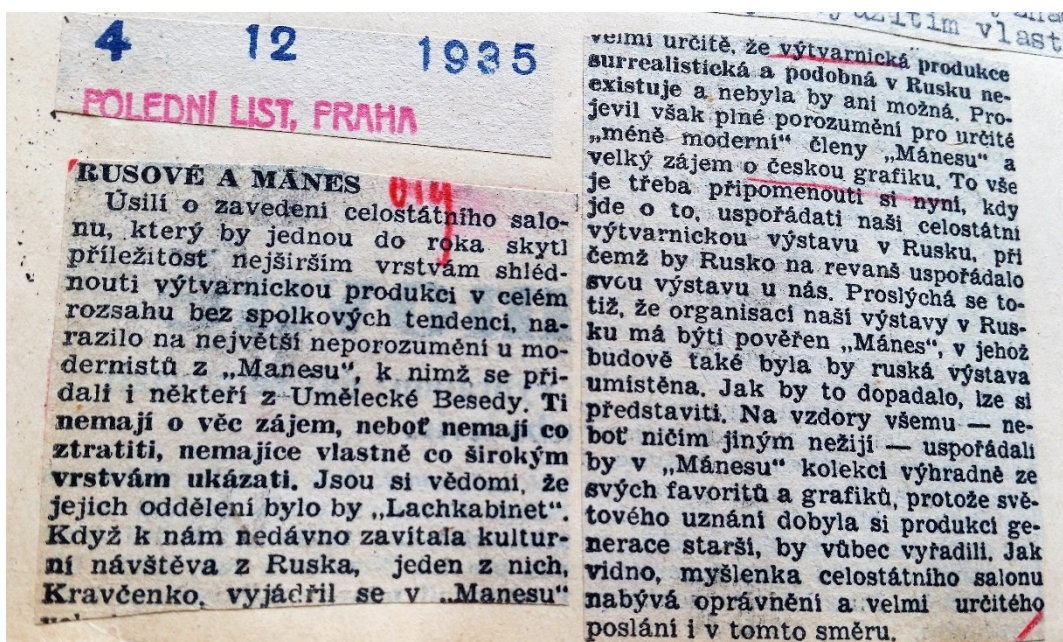 užitím vlast
4 12 1935
POLEDNÍ LIST, PRAHA
RUSOVÉ A MÁNES
Úsilí o zavedení celostátního salo-
nu, který by jednou do roka skytl
příležitost nejširším vrstvám shléd-
nouti výtvarnickou produkci v celém
rozsahu bez spolkových tendencí, na-
razilo na největší neporozumění u mo-
dernistů z „Manesu“, k nimž se při-
dali i někteří z Umělecké Besedy. Ti
nemají o věc zájem, neboť nemají co
ztratiti, nemajíce vlastně co širokým
vrstvám ukázati. Jsou si vědomi, že
jejich oddělení bylo by „Lachkabinet“.
Když k nám nedávno zavítala kultur-
ní návštěva z Ruska, jeden z nich,
Kravčenko, vyjádřil se v „Manesu“
velmi určitě, že výtvarnická produkce
surrealistická a podobná v Rusku ne-
existuje a nebyla by ani možná. Pro-
jevil však plné porozumění pro určité
„méně moderní“ členy „Mánesu“ a
velký zájem o českou grafiku. To vše
je třeba připomenouti si nyní, kdy
jde o to, uspořádati naši celostátní
výtvarnickou výstavu v Rusku, při
čemž by Rusko na revanš uspořádalo
svou výstavu u nás. Proslýchá se to-
tiž, že organisací naší výstavy v Rus-
ku má býti pověřen „Mánes“, v jehož
budově také byla by ruská výstava
umístěna. Jak by to dopadalo, lze si
představiti. Na vzdory všemu — ne-
boť ničím jiným nežijí — uspořádali
by v „Mánesu“ kolekci výhradně ze
svých favoritů a grafiků, protože svě-
tového uznání dobyla si produkcí ge-
nerace starší, by vůbec vyřadili. Jak
vidno, myšlenka celostátního salonu
nabývá oprávnění a velmi určitého
poslání i v tomto směru.